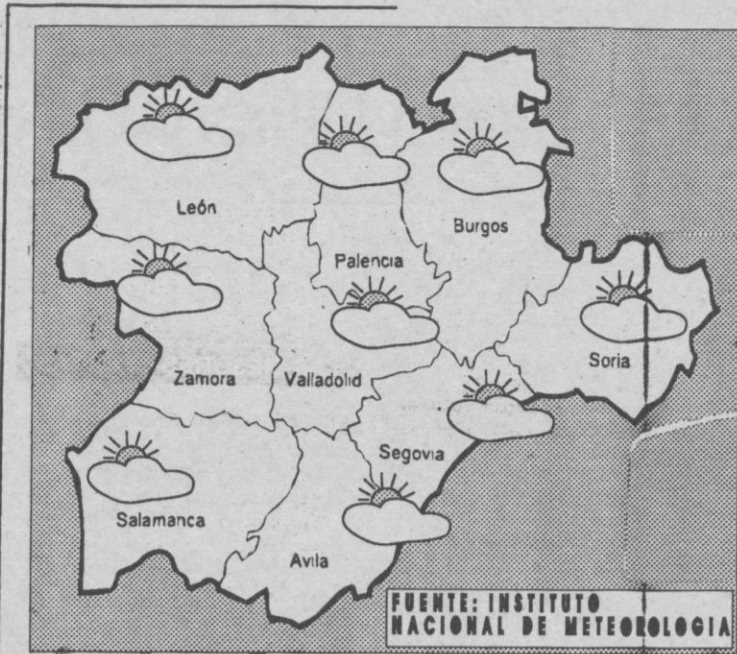 León
Burgos
Palencia
Soria
Zamora
Valladolid
Segovia
Salamanca
Avila
FUENTE: INSTITUTO
NACIONAL DE METEOROLOGIA